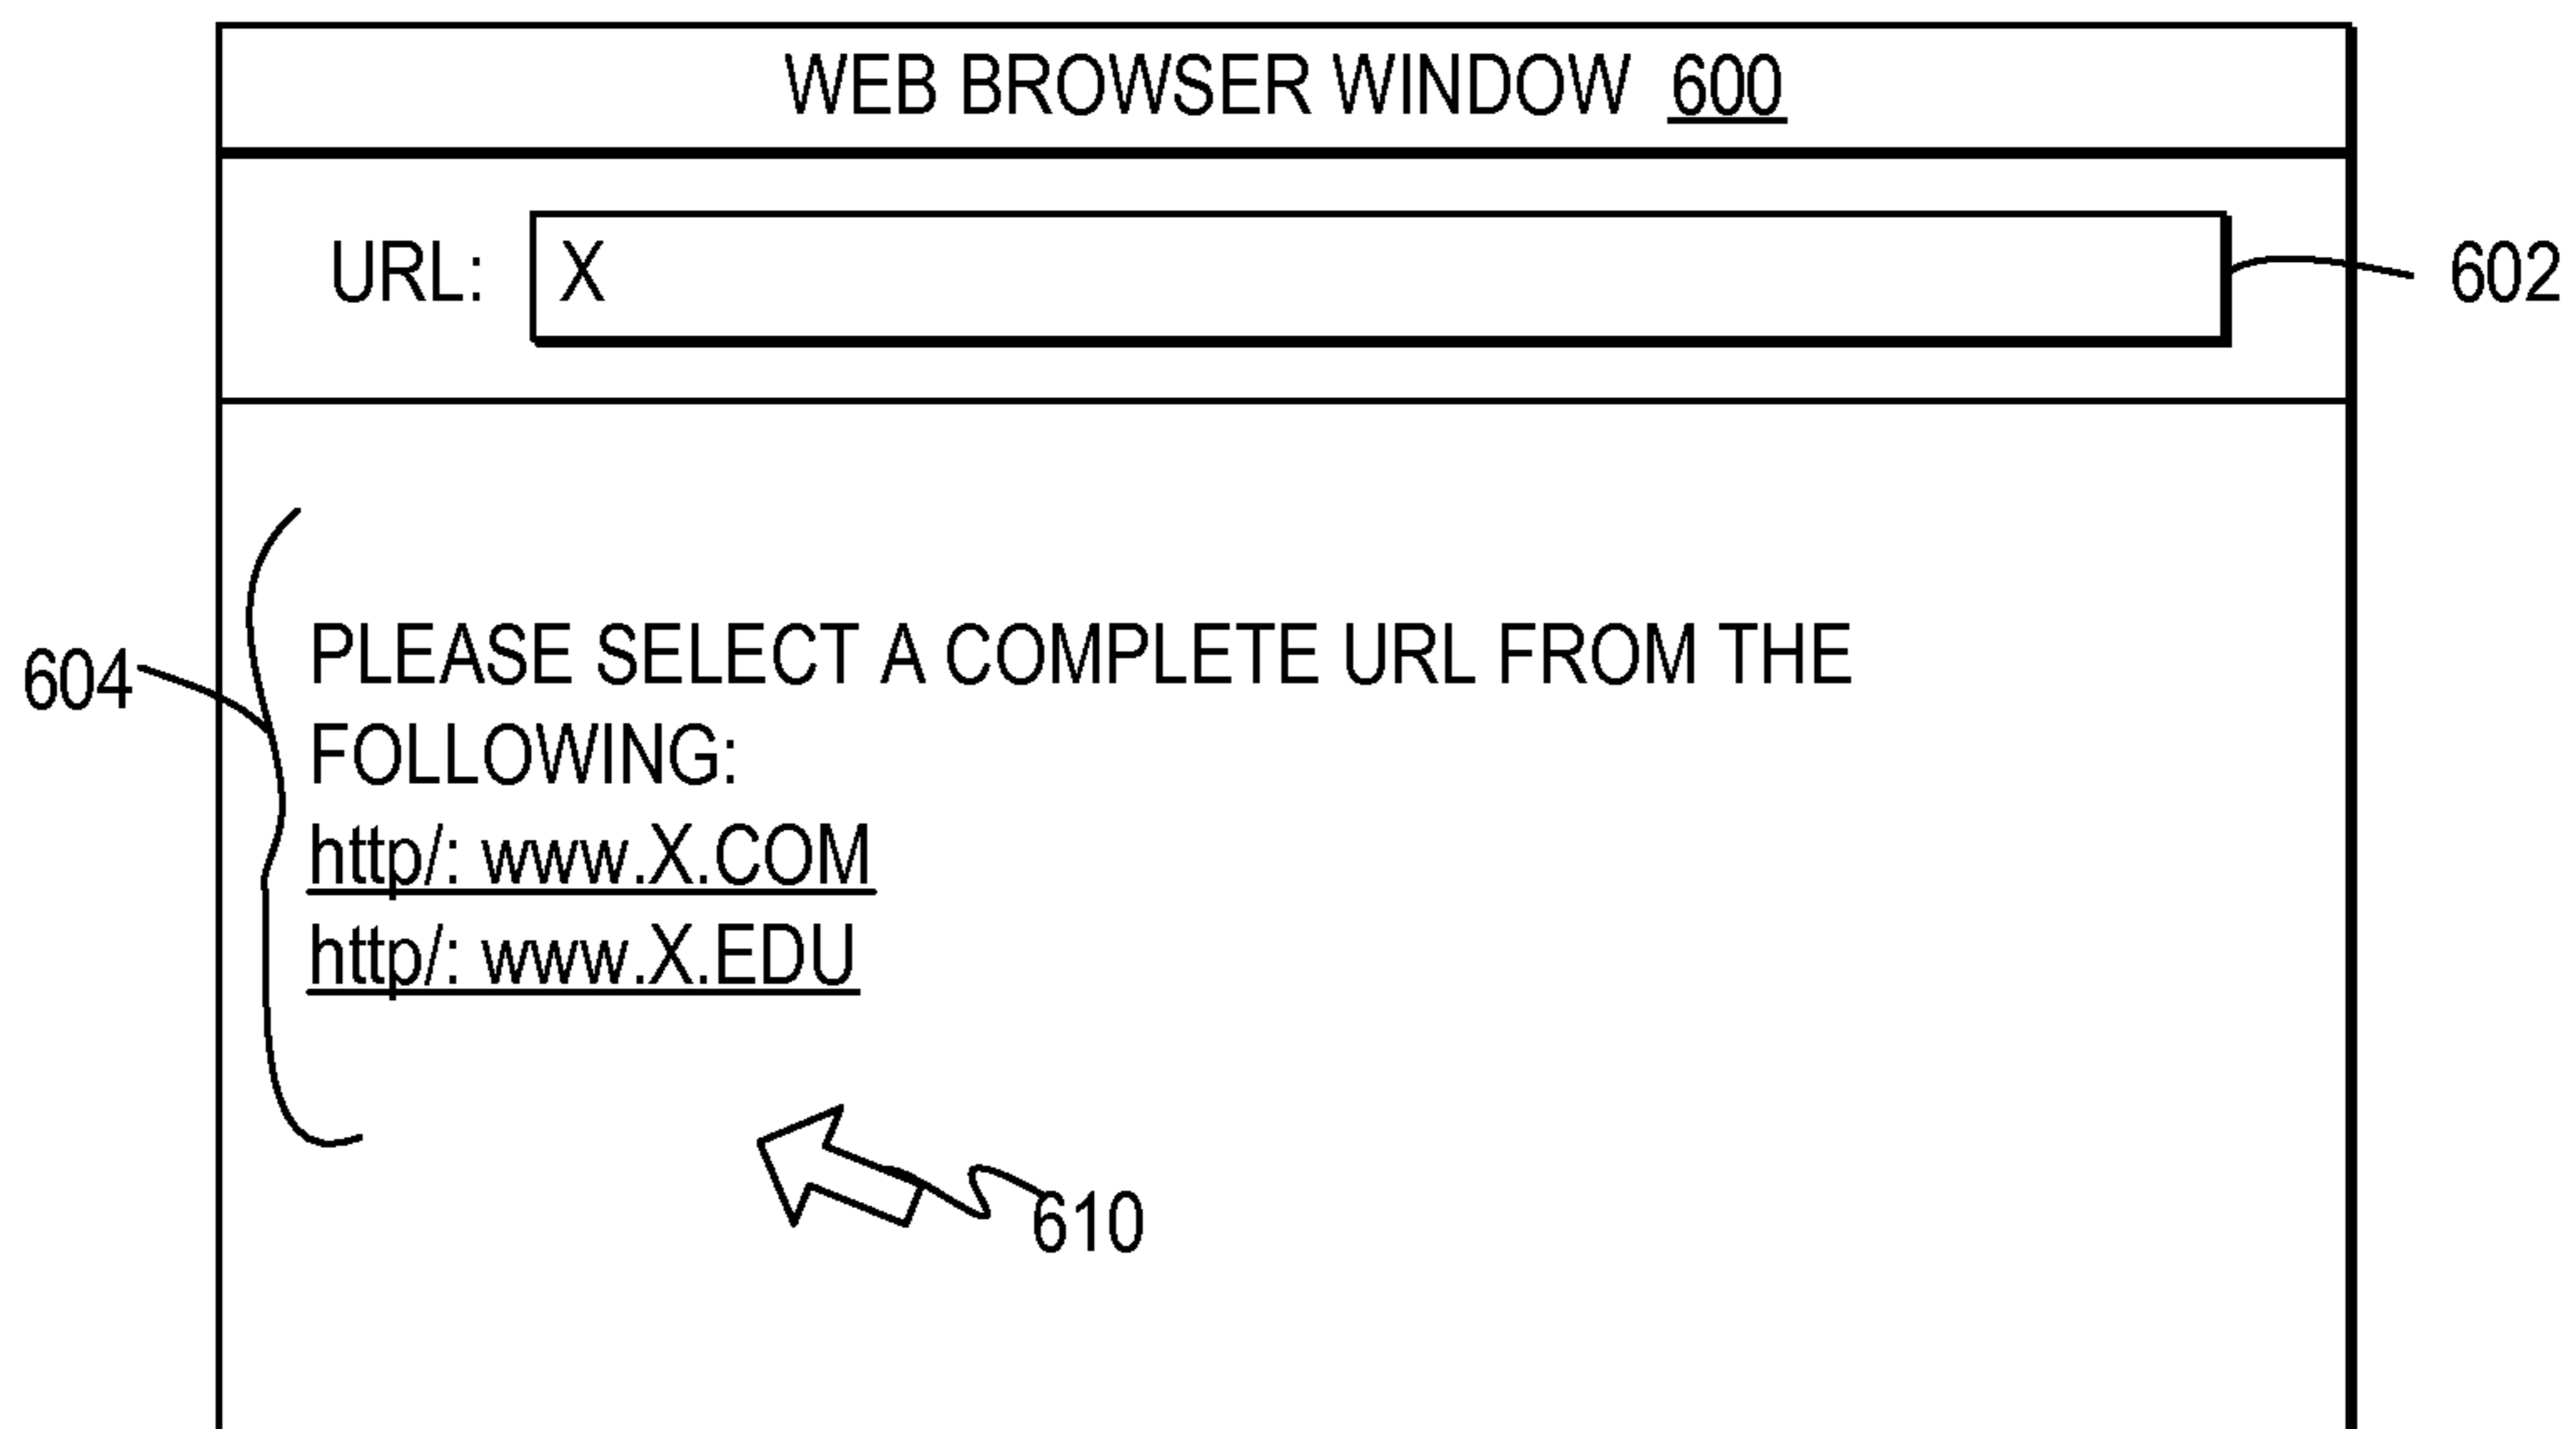 WEB BROWSER WINDOW 600
URL: X
602
604
PLEASE SELECT A COMPLETE URL FROM THE
FOLLOWING:
http/: www.X.COM
http/: www.X.EDU
610